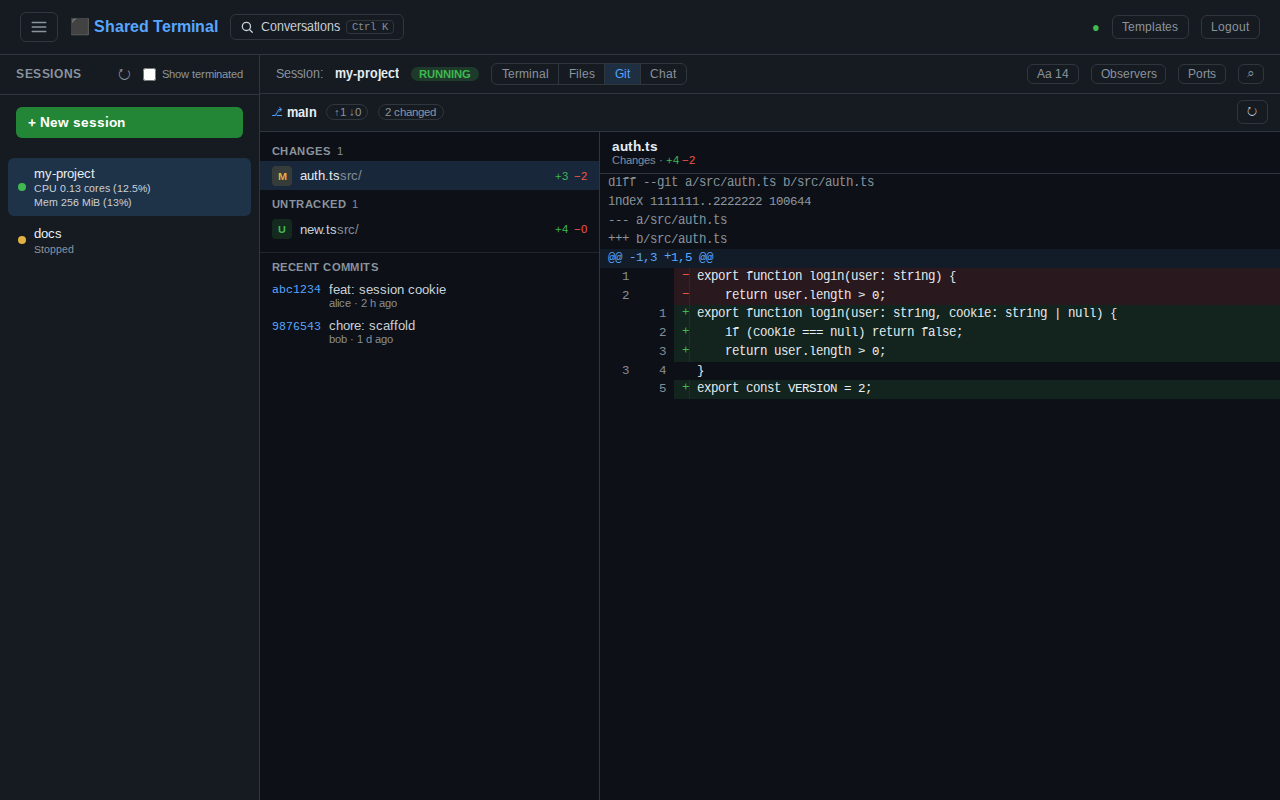 Shared Terminal
Conversations Ctrl K
Templates
Logout
SESSIONS
Show terminated
+ New session
my-project
CPU 0.13 cores (12.5%)
Mem 256 MiB (13%)
docs
Stopped
Session: my-project RUNNING
Terminal Files Git Chat
Aa 14
Observers
Ports
main ↑1 ↓0 2 changed
CHANGES 1
M auth.ts src/ +3 −2
UNTRACKED 1
U new.ts src/ +4 −0
RECENT COMMITS
abc1234 feat: session cookie
alice · 2 h ago
9876543 chore: scaffold
bob · 1 d ago
auth.ts
Changes · +4 −2
diff --git a/src/auth.ts b/src/auth.ts
index 1111111..2222222 100644
--- a/src/auth.ts
+++ b/src/auth.ts
@@ -1,3 +1,5 @@
1 − export function login(user: string) {
2 − return user.length > 0;
1 + export function login(user: string, cookie: string | null) {
2 + if (cookie === null) return false;
3 + return user.length > 0;
3 4 }
5 + export const VERSION = 2;